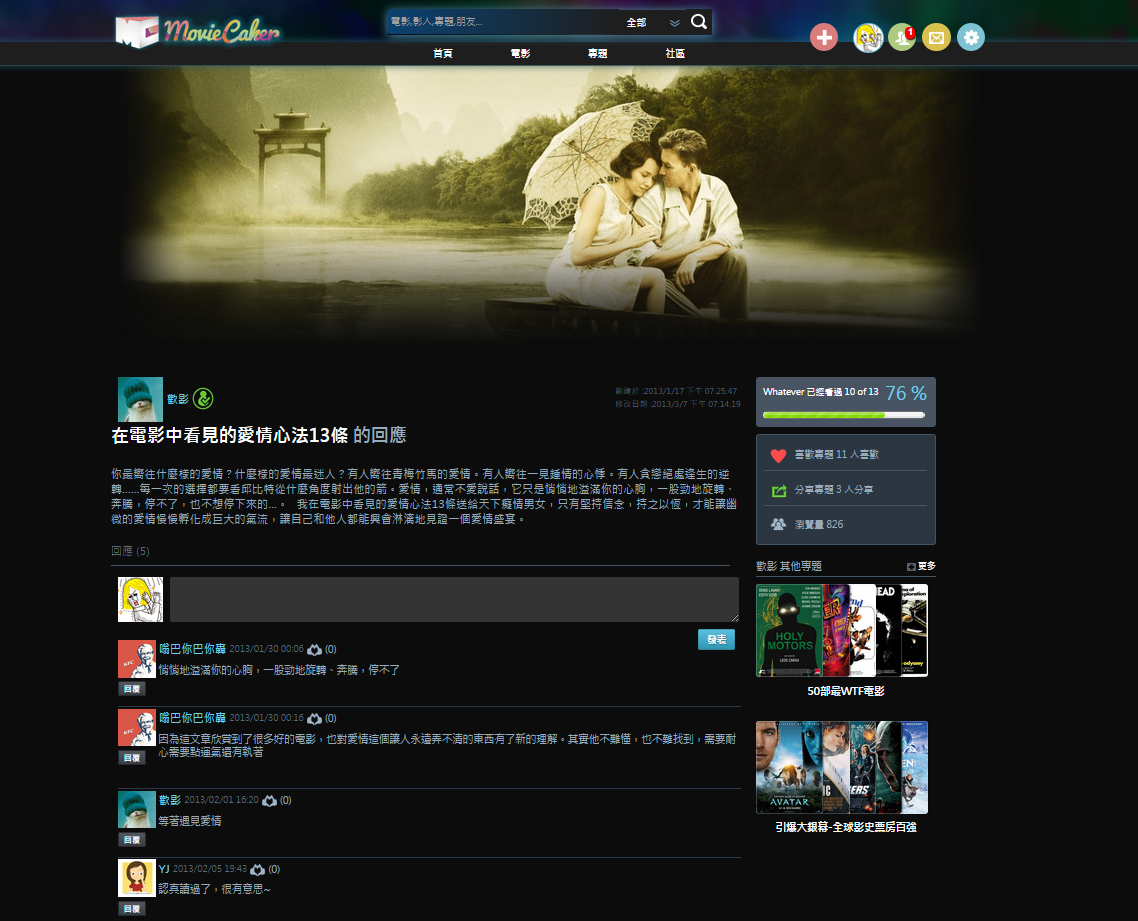 MovieCaker
電影,影人,專題,朋友...
全部
1
首頁
電影
專題
社區
歡影
創建於 :2013/1/17 下午 07:25:47
修改日期 :2013/3/7 下午 07:14:19
在電影中看見的愛情心法13條 的回應
你最嚮往什麼樣的愛情？什麼樣的愛情最迷人？有人嚮往青梅竹馬的愛情。有人嚮往一見鍾情的心悸。有人貪戀絕處逢生的逆
轉......每一次的選擇都要看邱比特從什麼角度射出他的箭。愛情，通常不愛說話，它只是悄悄地溢滿你的心胸，一股勁地旋轉、
奔騰，停不了，也不想停下來的...。 我在電影中看見的愛情心法13條送給天下癡情男女，只有堅持信念，持之以恆，才能讓幽
微的愛情慢慢孵化成巨大的氣流，讓自己和他人都能興會淋漓地見證一個愛情盛宴。
回應 (5)
發表
嗡巴你巴你轟 2013/01/30 00:06 (0)
悄悄地溢滿你的心胸，一股勁地旋轉、奔騰，停不了
KFC
回覆
嗡巴你巴你轟 2013/01/30 00:16 (0)
因為這文章欣賞到了很多好的電影，也對愛情這個讓人永遠弄不清的東西有了新的理解。其實他不難懂，也不難找到，需要耐
心需要點運氣還有執著
KFC
回覆
歡影 2013/02/01 16:20 (0)
等著遇見愛情
回覆
YJ 2013/02/05 19:43 (0)
認真讀過了，很有意思~
回覆
Whatever 已經看過 10 of 13 76 %
喜歡專題 11 人喜歡
分享專題 3 人分享
瀏覽量 826
歡影 其他專題
更多
HOLY
MOTORS
LEOS CARAX
50部最WTF電影
AVATAR
引爆大銀幕-全球影史票房百強